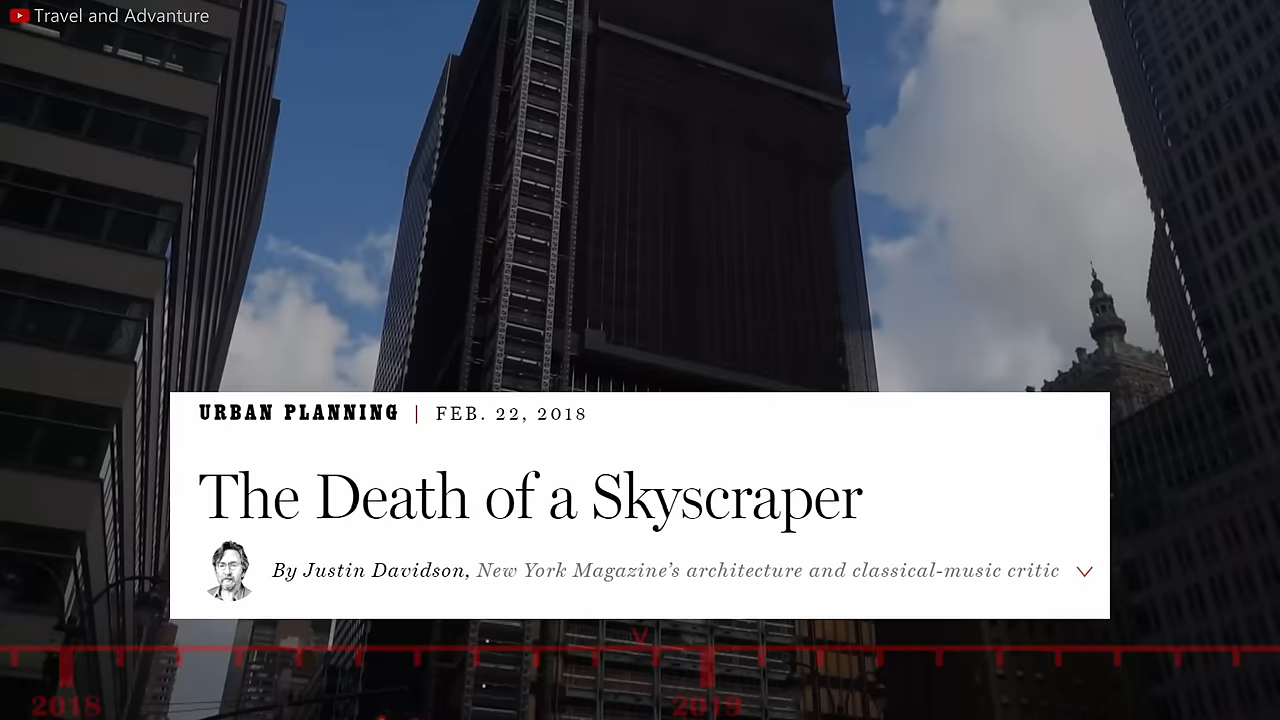 Travel and Advanture
URBAN PLANNING | FEB. 22, 2018
The Death of a Skyscraper
By Justin Davidson, New York Magazine’s architecture and classical-music critic
2018
2019